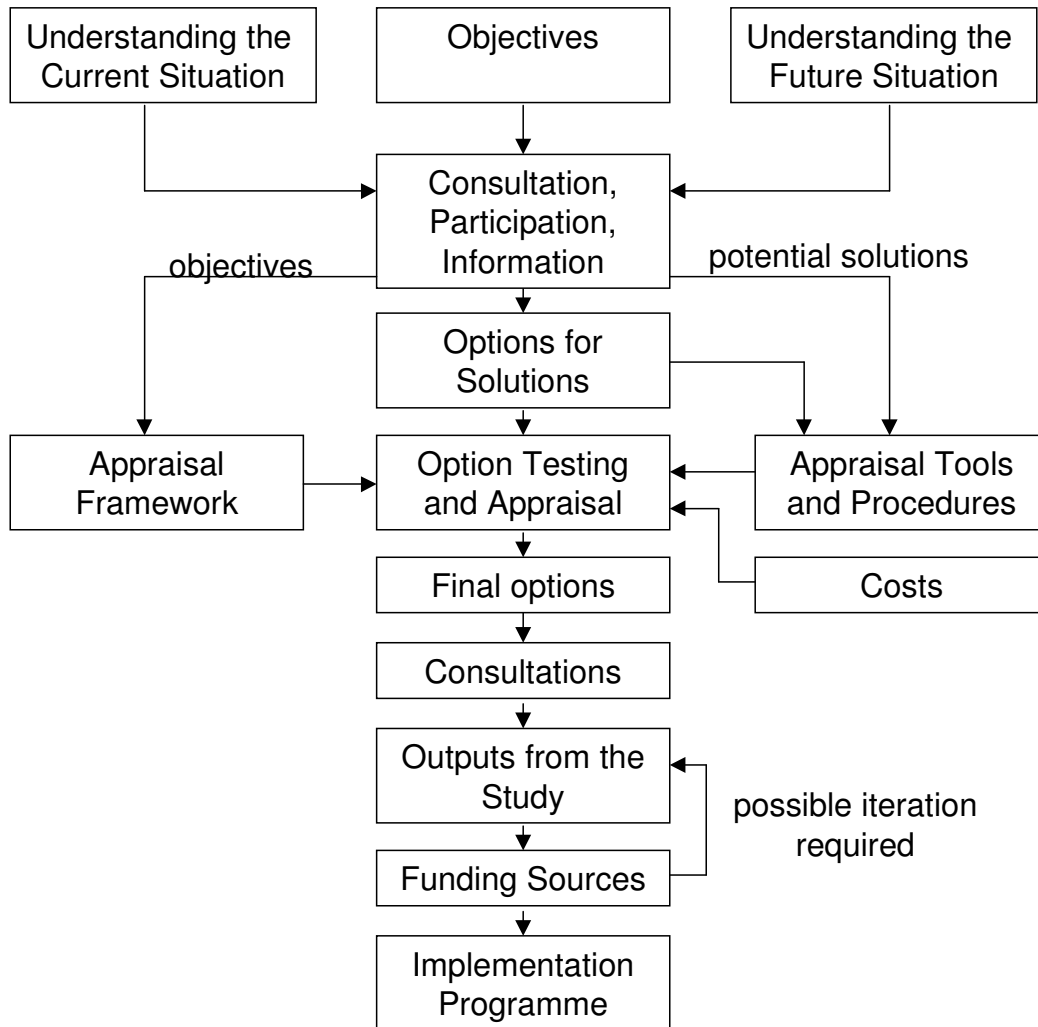 Understanding the
Current Situation
Objectives
Understanding the
Future Situation
Consultation,
Participation,
Information
objectives
potential solutions
Options for
Solutions
Appraisal
Framework
Option Testing
and Appraisal
Appraisal Tools
and Procedures
Final options
Costs
Consultations
Outputs from the
Study
possible iteration
required
Funding Sources
Implementation
Programme